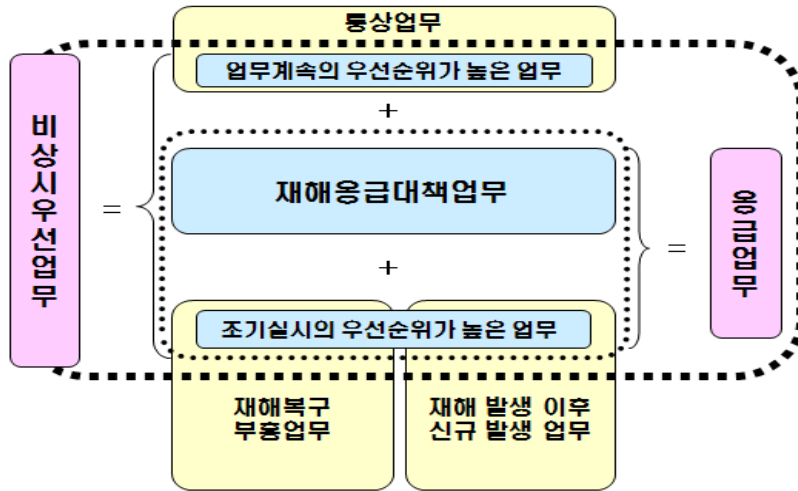 통상업무
업무계속의 우선순위가 높은 업무
+
비상시우선업무
=
재해응급대책업무
=
응급업무
+
조기실시의 우선순위가 높은 업무
재해복구
부흥업무
재해 발생 이후
신규 발생 업무